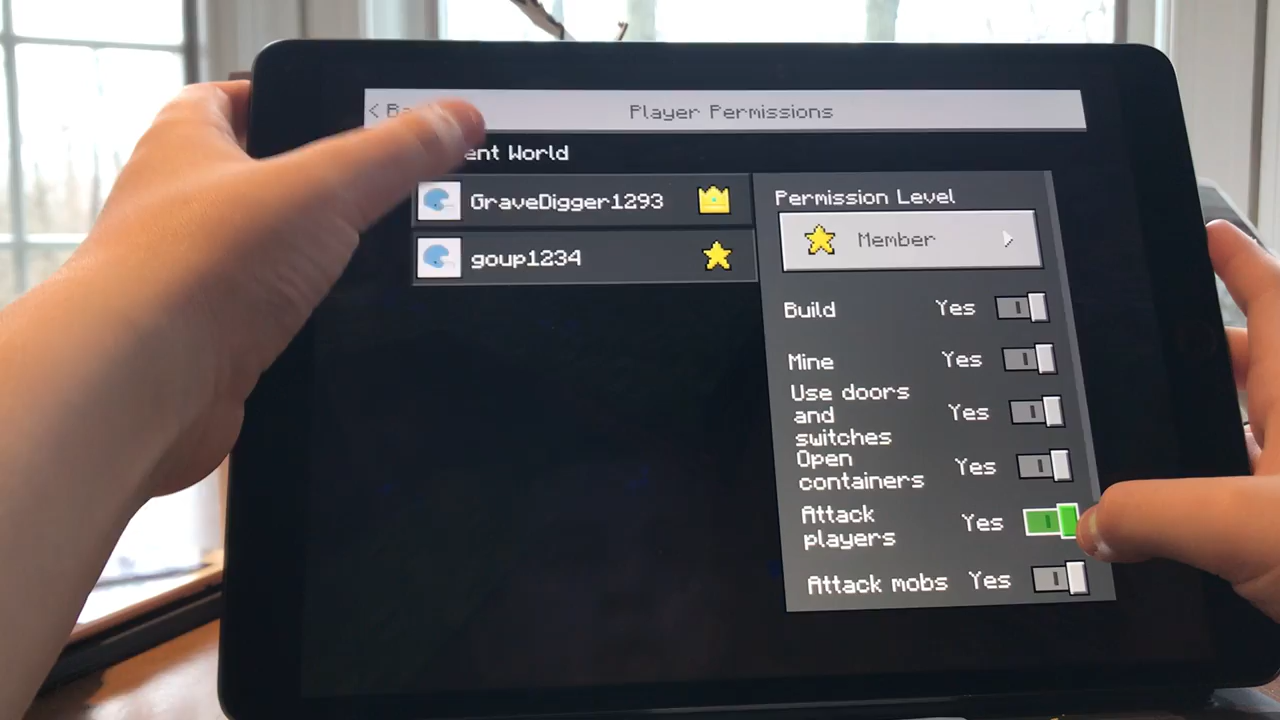 Player Permissions
World
GraveDigger1293
goup1234
Permission Level
Member
Build Yes
Mine Yes
Use doors
and
switches
Yes
Open
containers
Yes
Attack
players
Yes
Attack mobs Yes